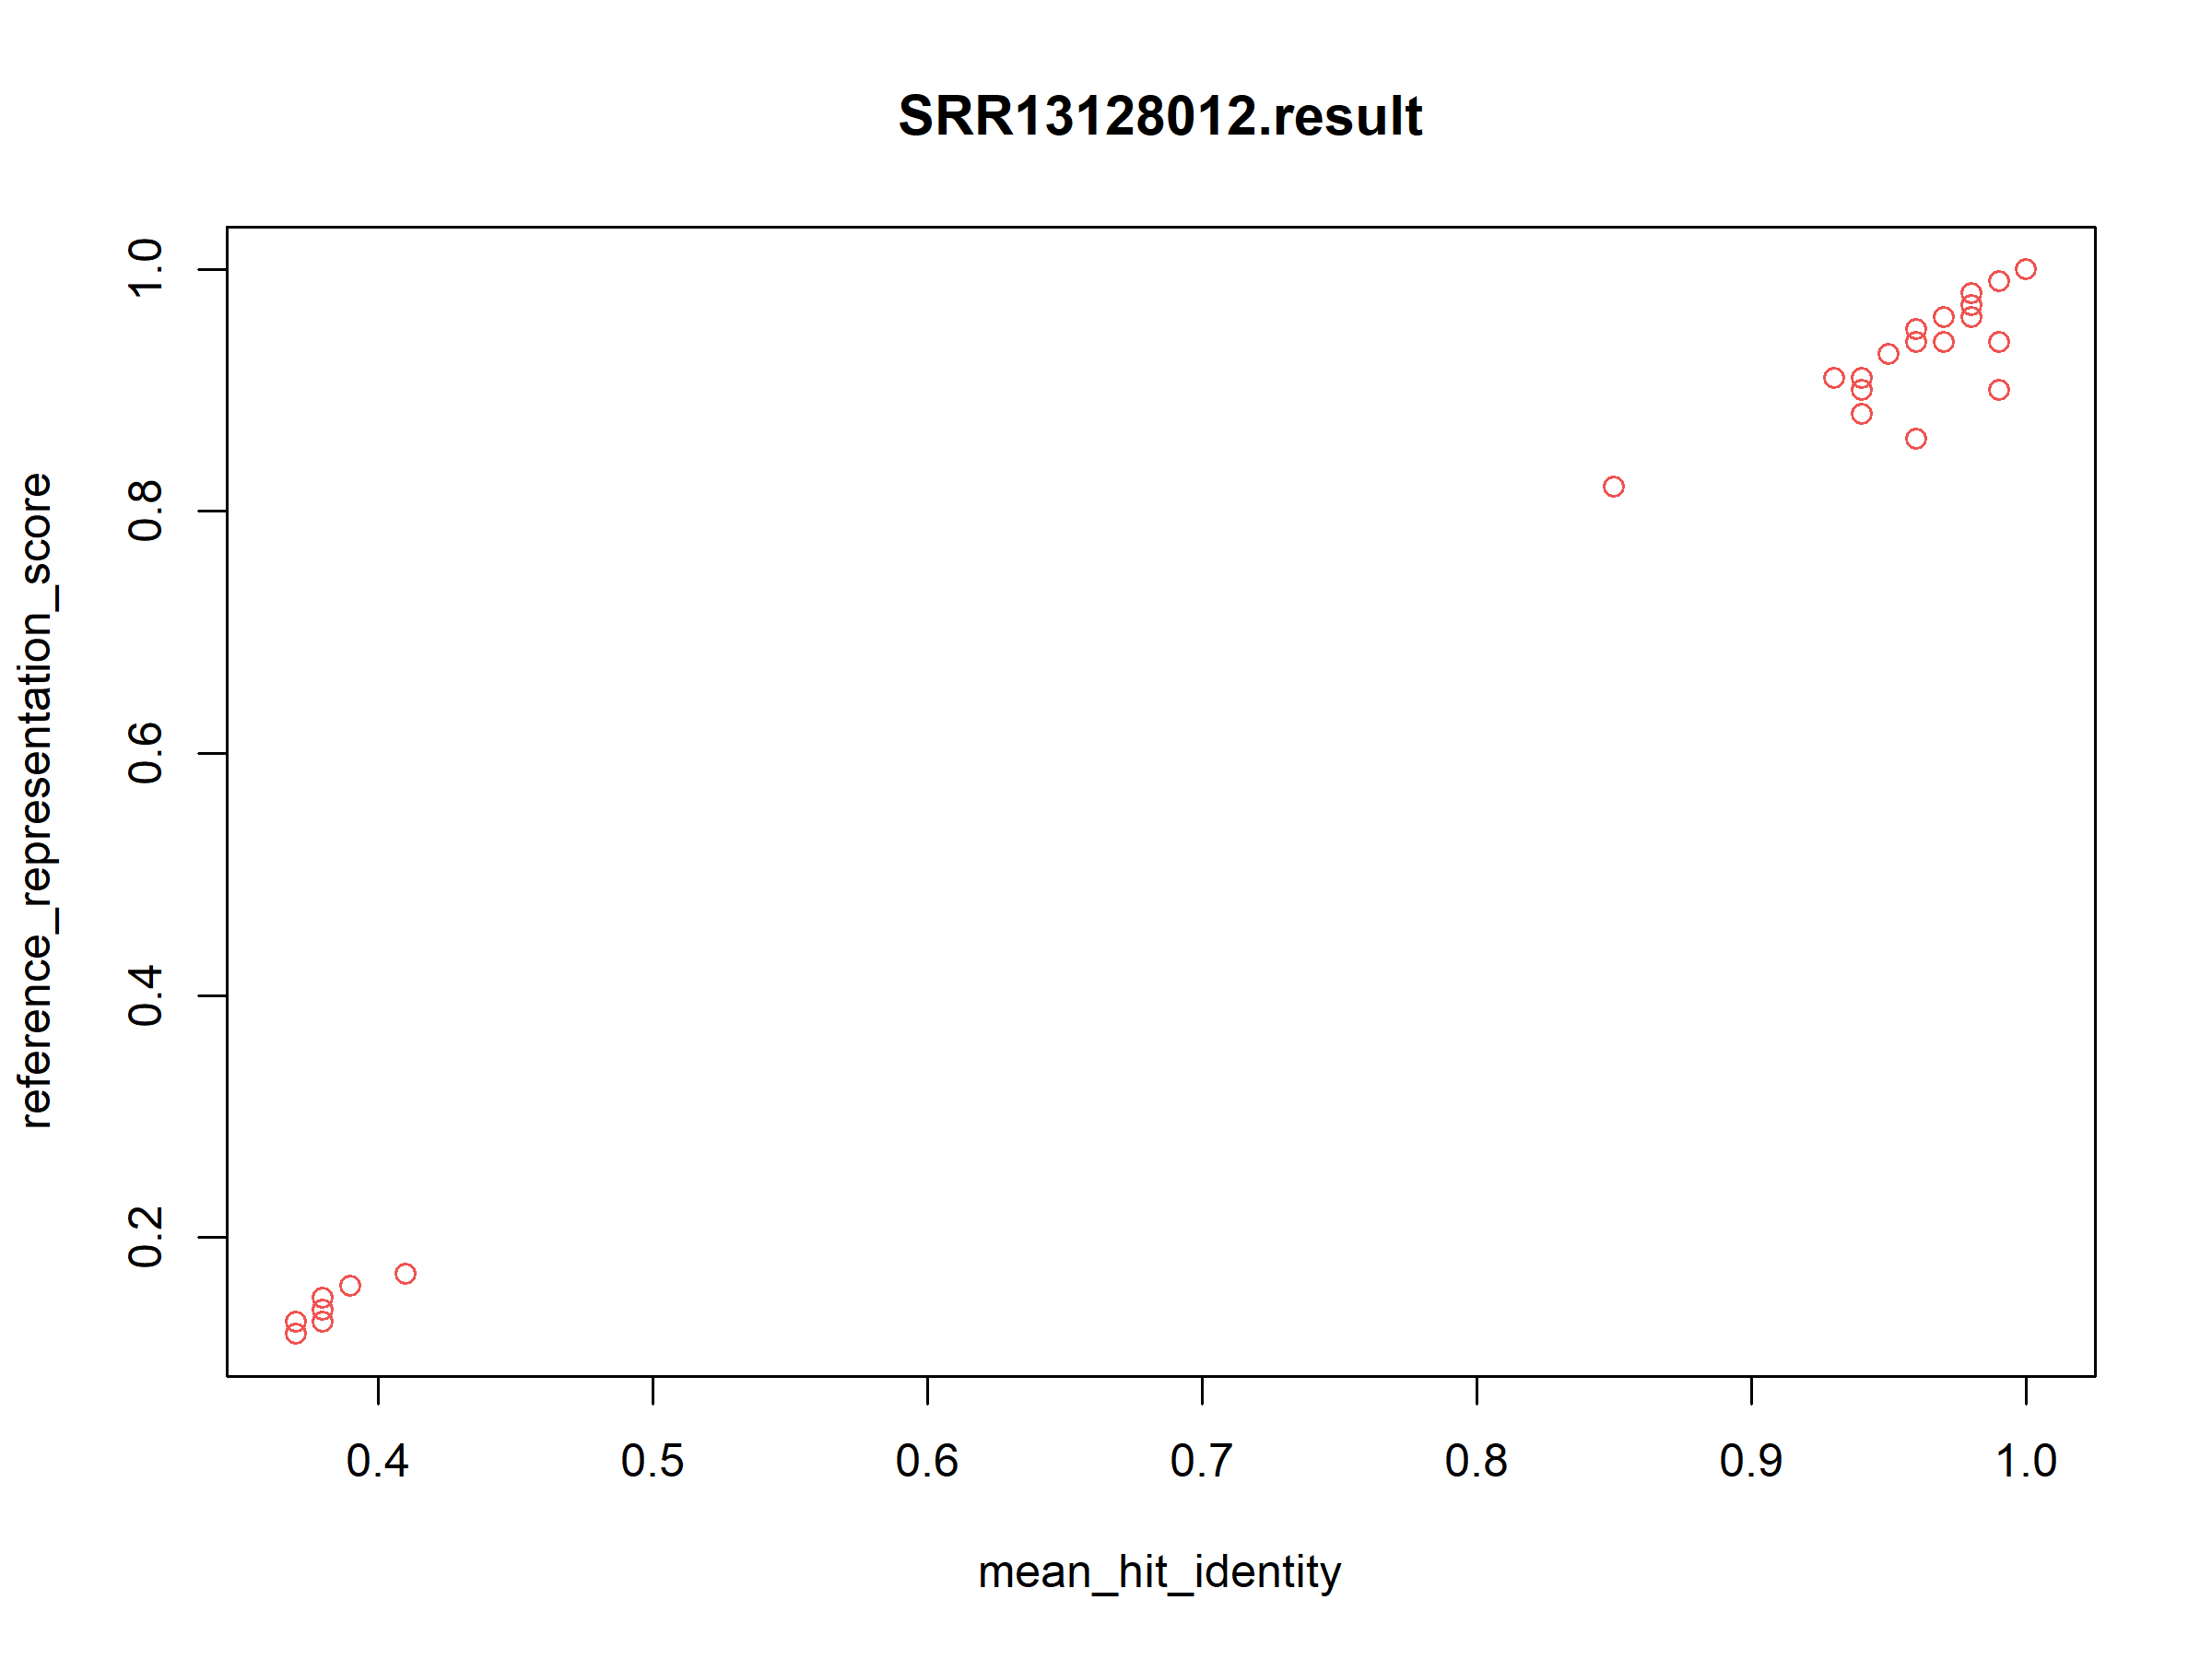 SRR13128012.result
reference_representation_score
1.0
0.8
0.6
0.4
0.2
0.4 0.5 0.6 0.7 0.8 0.9 1.0
mean_hit_identity